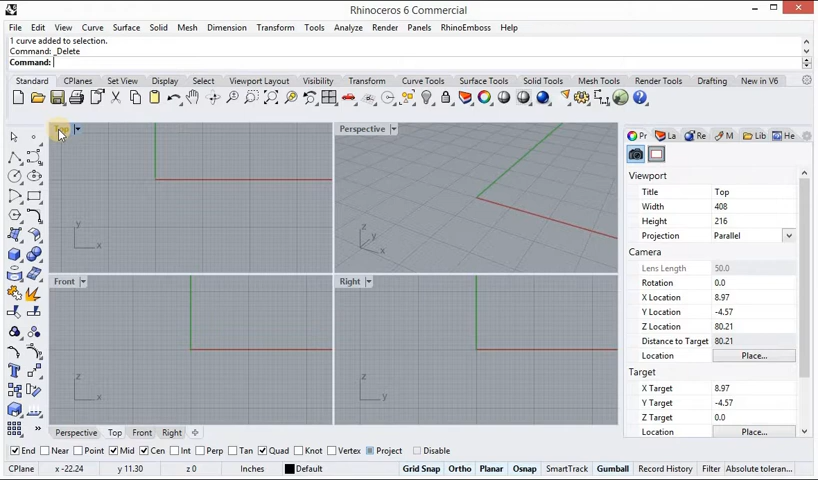 Rhinoceros 6 Commercial
File Edit View Curve Surface Solid Mesh Dimension Transform Tools Analyze Render Panels RhinoEmboss Help
1 curve added to selection.
Command: _Delete
Command:
Standard CPlanes Set View Display Select Viewport Layout Visibility Transform Curve Tools Surface Tools Solid Tools Mesh Tools Render Tools Drafting New in V6
Perspective
Pr La Re M Lib He
Viewport
Title Top
Width 408
Height 216
Projection Parallel
Camera
Lens Length 50.0
Rotation 0.0
X Location 8.97
Y Location -4.57
Z Location 80.21
Distance to Target 80.21
Location Place...
Target
X Target 8.97
Y Target -4.57
Z Target 0.0
Location Place...
y
x
z
y
x
Front Right
z
x
z
y
Perspective Top Front Right
End Near Point Mid Cen Int Perp Tan Quad Knot Vertex Project Disable
CPlane x -22.24 y 11.30 z 0 Inches Default Grid Snap Ortho Planar Osnap SmartTrack Gumball Record History Filter Absolute toleran...